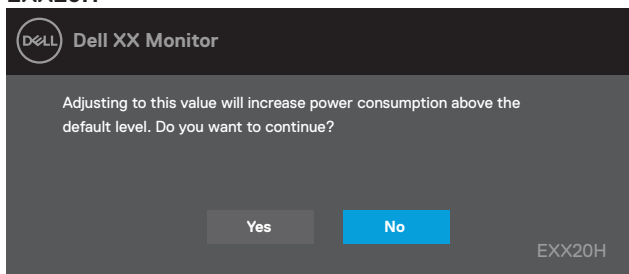 DELL Dell XX Monitor
Adjusting to this value will increase power consumption above the
default level. Do you want to continue?
Yes No
EXX20H